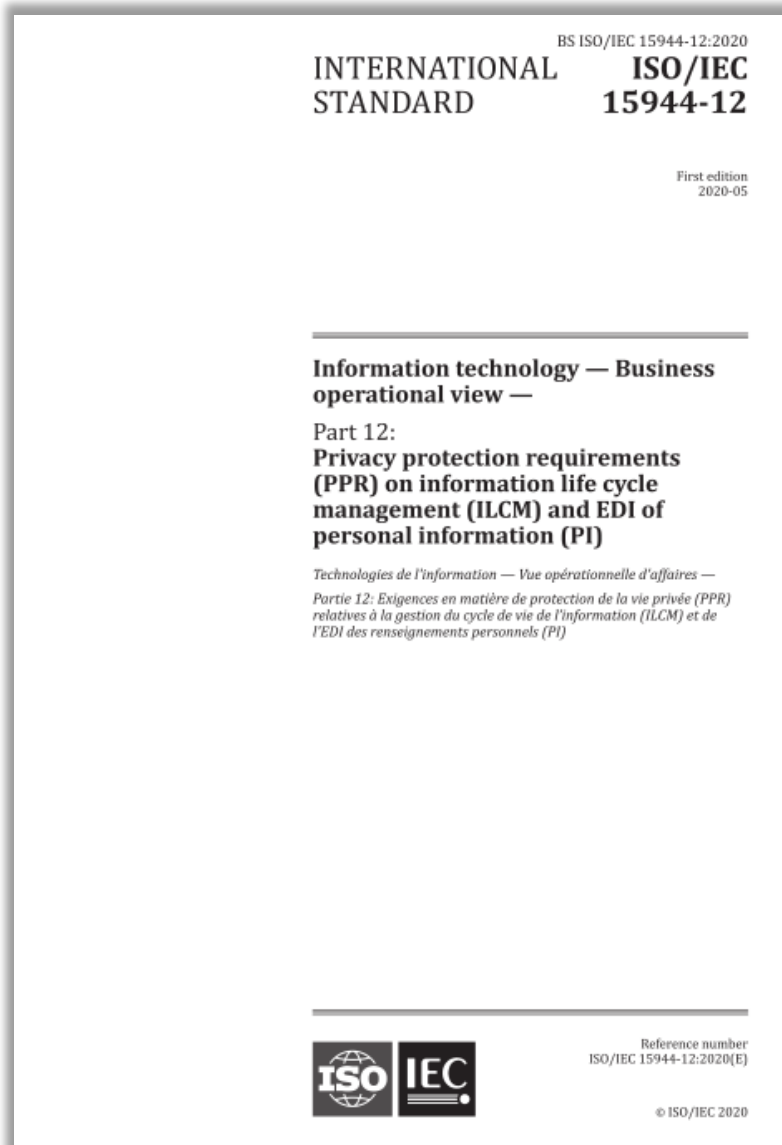 BS ISO/IEC 15944-12:2020
INTERNATIONAL STANDARD
ISO/IEC 15944-12
First edition
2020-05
Information technology — Business
operational view —
Part 12:
Privacy protection requirements
(PPR) on information life cycle
management (ILCM) and EDI of
personal information (PI)
Technologies de l'information — Vue opérationnelle d'affaires —
Partie 12: Exigences en matière de protection de la vie privée (PPR)
relatives à la gestion du cycle de vie de l'information (ILCM) et de
l'EDI des renseignements personnels (PI)
ISO
IEC
Reference number
ISO/IEC 15944-12:2020(E)
© ISO/IEC 2020